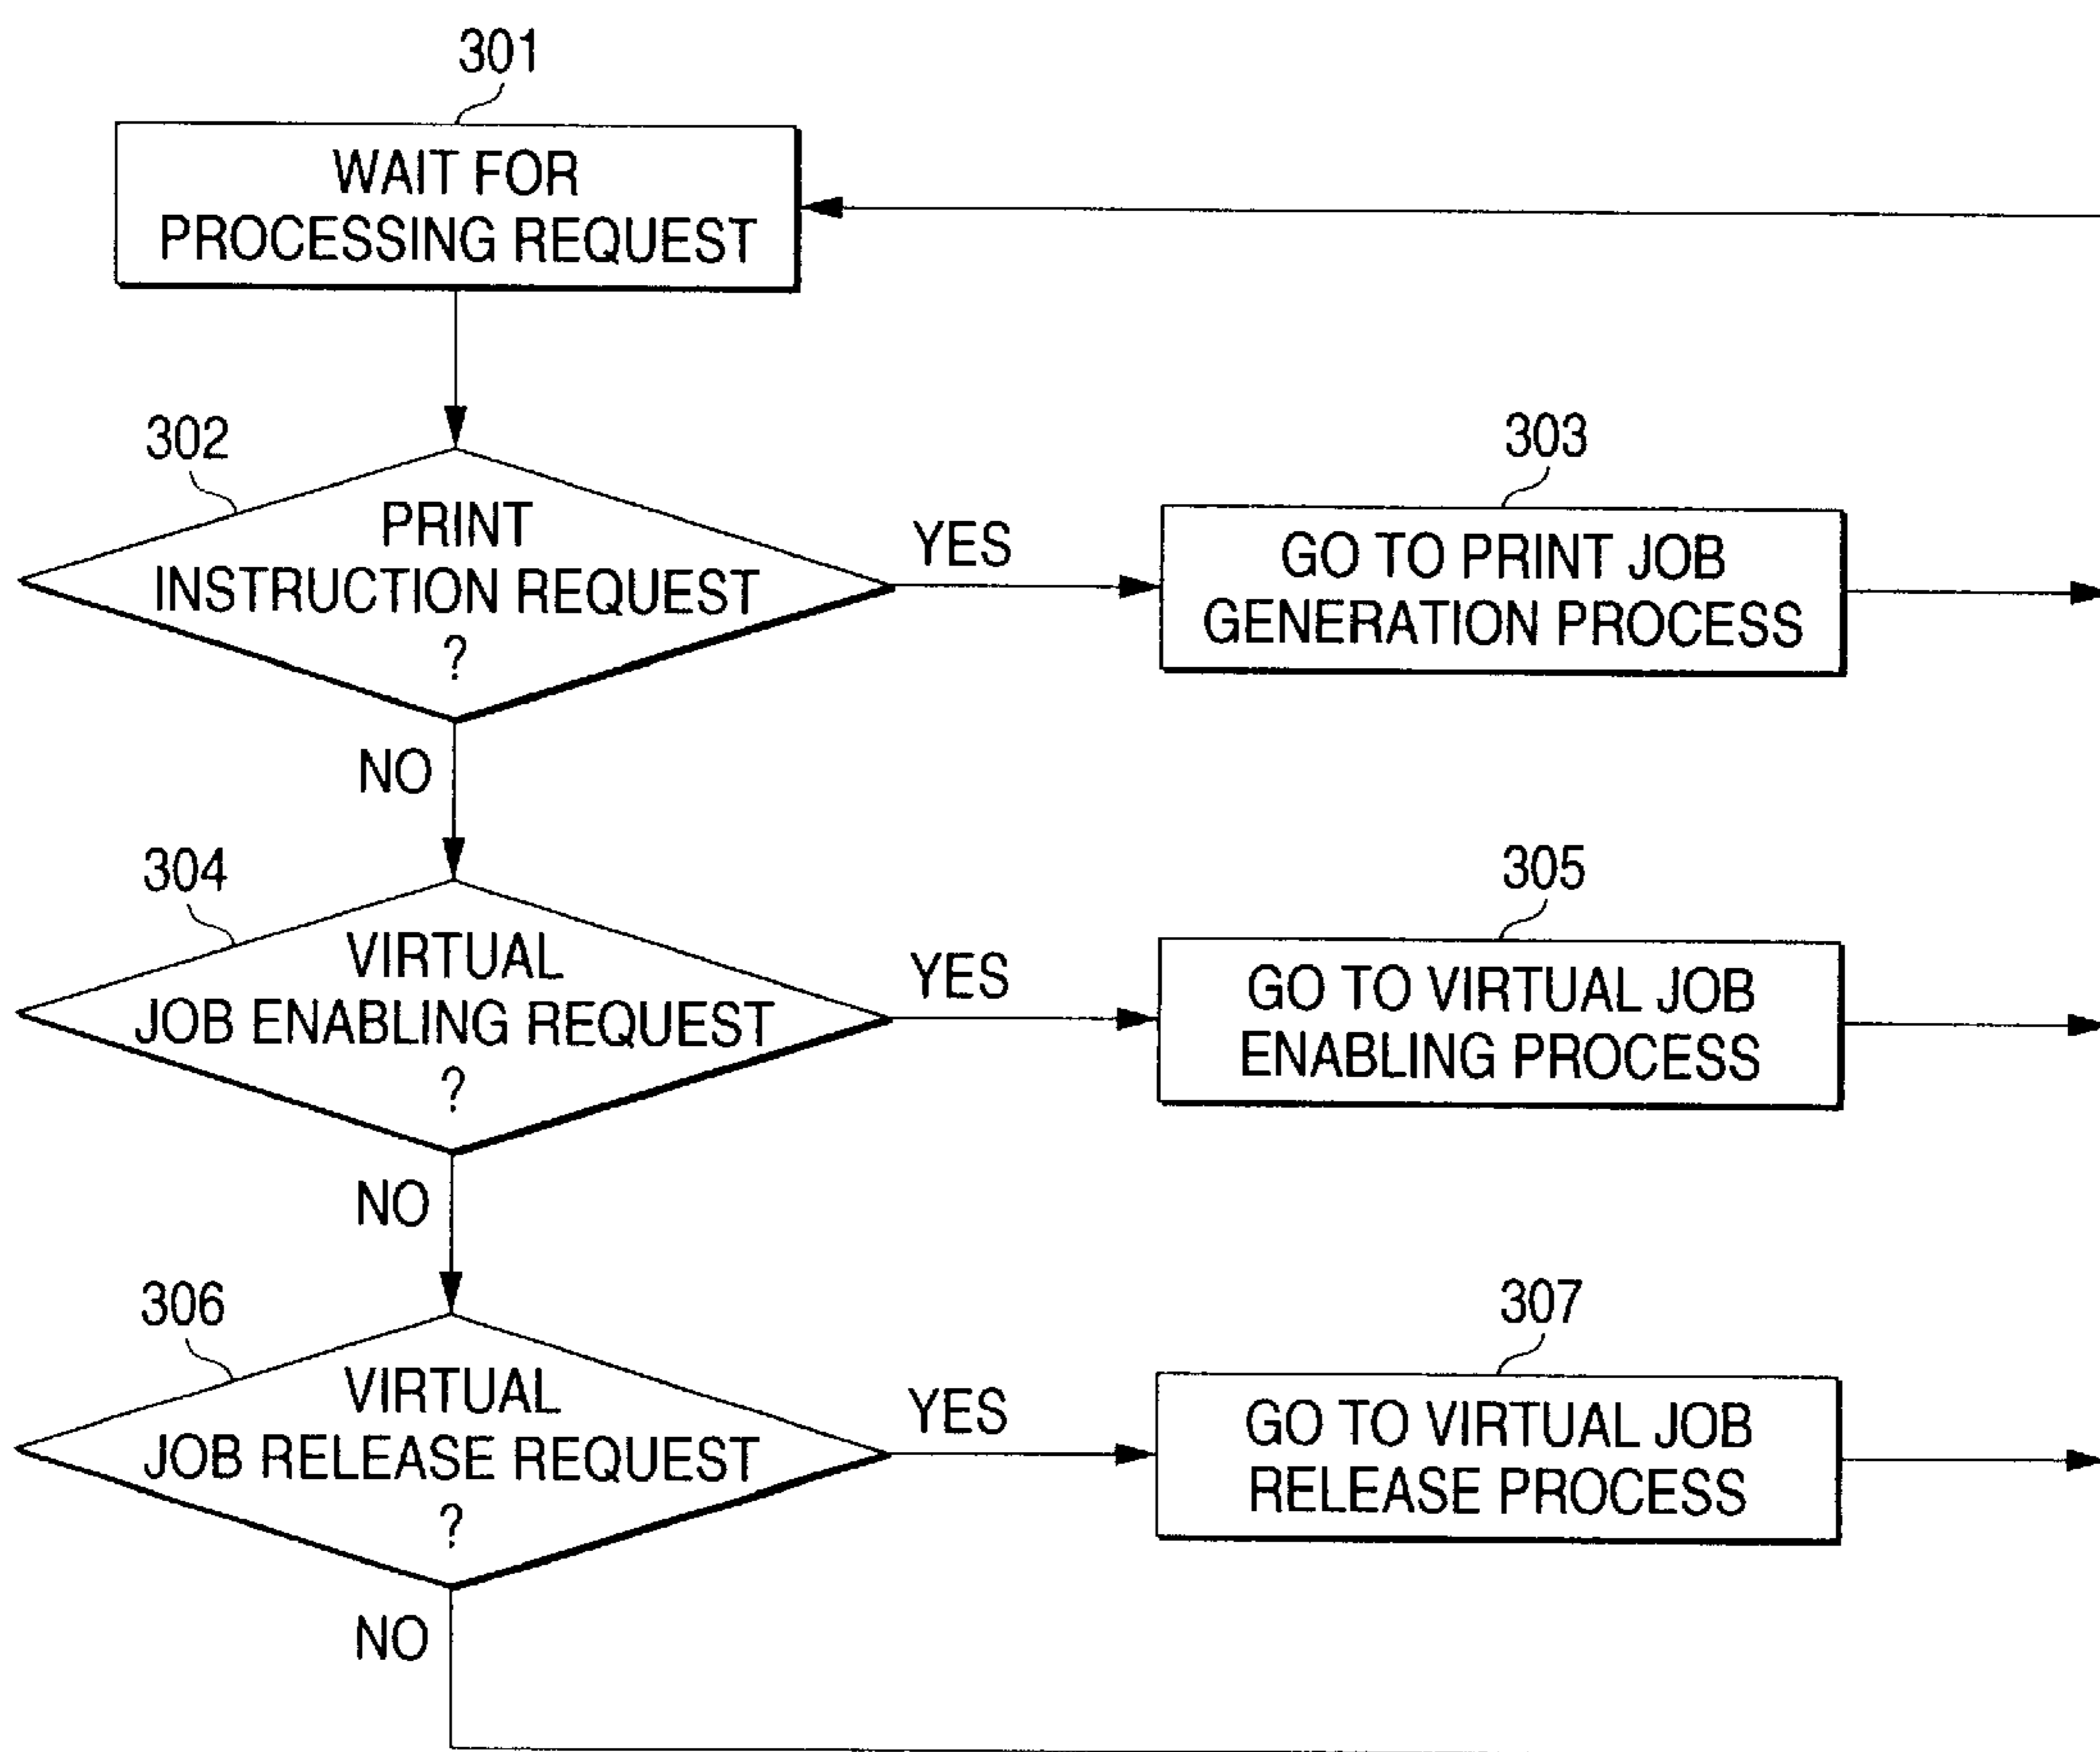 301
WAIT FOR
PROCESSING REQUEST
302
PRINT
INSTRUCTION REQUEST
?
YES
303
GO TO PRINT JOB
GENERATION PROCESS
NO
304
VIRTUAL
JOB ENABLING REQUEST
?
YES
305
GO TO VIRTUAL JOB
ENABLING PROCESS
NO
306
VIRTUAL
JOB RELEASE REQUEST
?
YES
307
GO TO VIRTUAL JOB
RELEASE PROCESS
NO